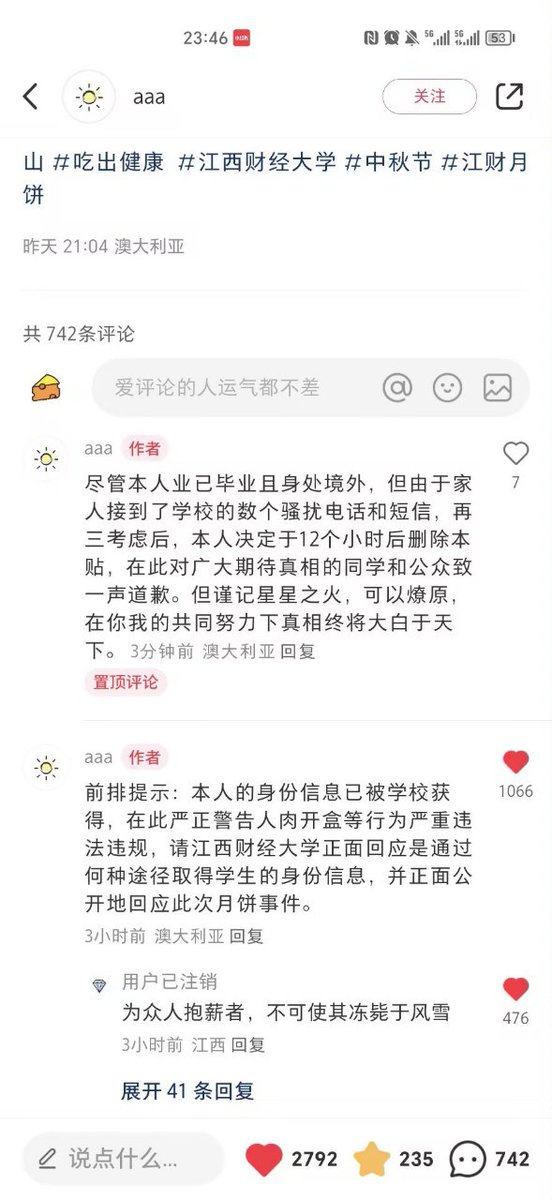 23:46
5G
5G
53
aaa
关注
山 #吃出健康 #江西财经大学 #中秋节 #江财月
饼
昨天 21:04 澳大利亚
共 742条评论
爱评论的人运气都不差
aaa 作者
尽管本人业已毕业且身处境外，但由于家
人接到了学校的数个骚扰电话和短信，再
三考虑后，本人决定于12个小时后删除本
贴，在此对广大期待真相的同学和公众致
一声道歉。但谨记星星之火，可以燎原，
在你我的共同努力下真相终将大白于天
下。 3分钟前 澳大利亚 回复
7
置顶评论
aaa 作者
前排提示：本人的身份信息已被学校获
得，在此严正警告人肉开盒等行为严重违
法违规，请江西财经大学正面回应是通过
何种途径取得学生的身份信息，并正面公
开地回应此次月饼事件。
1066
3小时前 澳大利亚 回复
用户已注销
为众人抱薪者，不可使其冻毙于风雪
476
3小时前 江西 回复
展开 41 条回复
说点什么...
2792
235
742